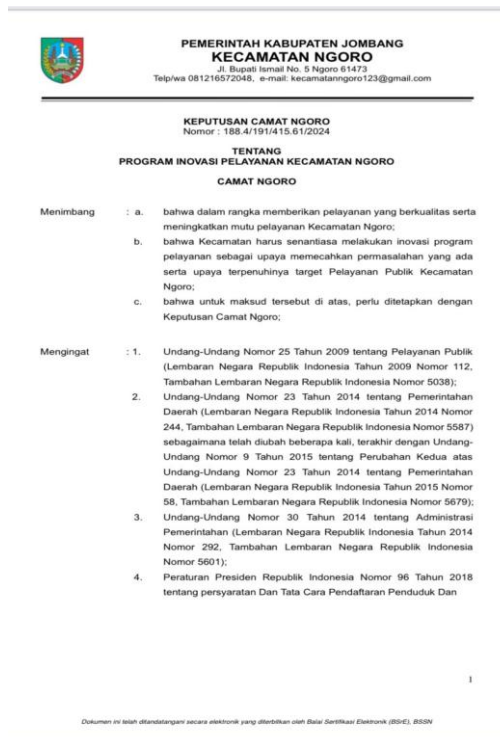 PEMERINTAH KABUPATEN JOMBANG
KECAMATAN NGORO
Jl. Bupati Ismail No. 5 Ngoro 61473
Telp/wa 081216572048, e-mail: kecamatanngoro123@gmail.com
KEPUTUSAN CAMAT NGORO
Nomor : 188.4/191/415.61/2024
TENTANG
PROGRAM INOVASI PELAYANAN KECAMATAN NGORO
CAMAT NGORO
Menimbang : a. bahwa dalam rangka memberikan pelayanan yang berkualitas serta
meningkatkan mutu pelayanan Kecamatan Ngoro;
b. bahwa Kecamatan harus senantiasa melakukan inovasi program
pelayanan sebagai upaya memecahkan permasalahan yang ada
serta upaya terpenuhinya target Pelayanan Publik Kecamatan
Ngoro;
c. bahwa untuk maksud tersebut di atas, perlu ditetapkan dengan
Keputusan Camat Ngoro;
Mengingat : 1. Undang-Undang Nomor 25 Tahun 2009 tentang Pelayanan Publik
(Lembaran Negara Republik Indonesia Tahun 2009 Nomor 112,
Tambahan Lembaran Negara Republik Indonesia Nomor 5038);
2. Undang-Undang Nomor 23 Tahun 2014 tentang Pemerintahan
Daerah (Lembaran Negara Republik Indonesia Tahun 2014 Nomor
244, Tambahan Lembaran Negara Republik Indonesia Nomor 5587)
sebagaimana telah diubah beberapa kali, terakhir dengan Undang-
Undang Nomor 9 Tahun 2015 tentang Perubahan Kedua atas
Undang-Undang Nomor 23 Tahun 2014 tentang Pemerintahan
Daerah (Lembaran Negara Republik Indonesia Tahun 2015 Nomor
58, Tambahan Lembaran Negara Republik Indonesia Nomor 5679);
3. Undang-Undang Nomor 30 Tahun 2014 tentang Administrasi
Pemerintahan (Lembaran Negara Republik Indonesia Tahun 2014
Nomor 292, Tambahan Lembaran Negara Republik Indonesia
Nomor 5601);
4. Peraturan Presiden Republik Indonesia Nomor 96 Tahun 2018
tentang persyaratan Dan Tata Cara Pendaftaran Penduduk Dan
1
Dokumen ini telah ditandatangani secara elektronik yang diterbitkan oleh Balai Sertifikasi Elektronik (BSrE), BSSN